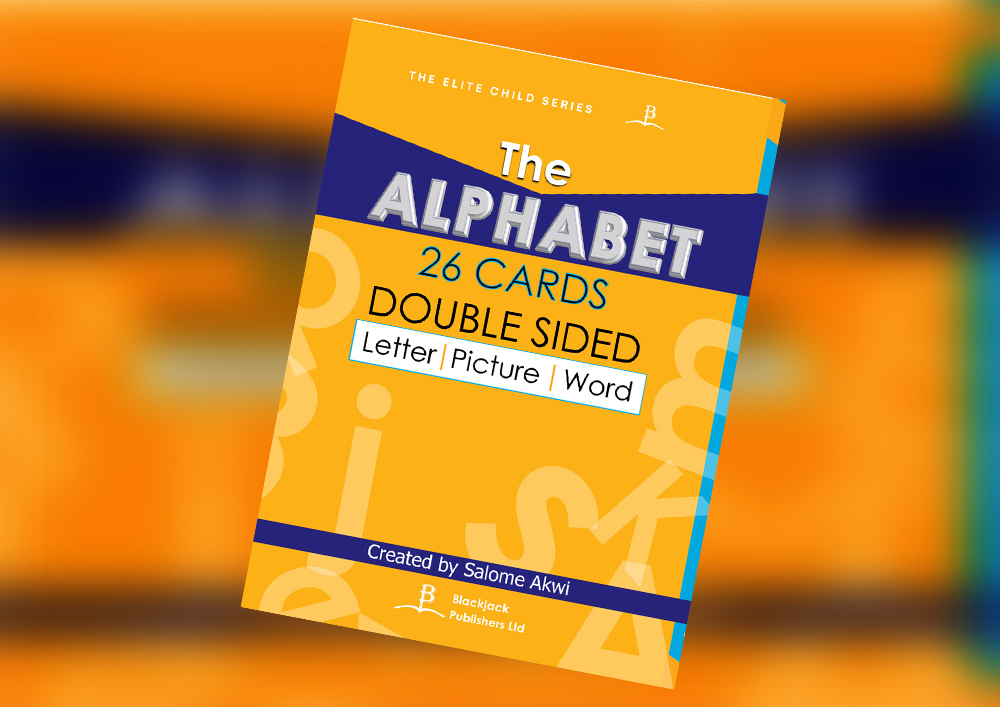 THE ELITE CHILD SERIES
The
ALPHABET
26 CARDS
DOUBLE SIDED
Letter | Picture | Word
Created by Salome Akwi
Blackjack
Publishers Ltd